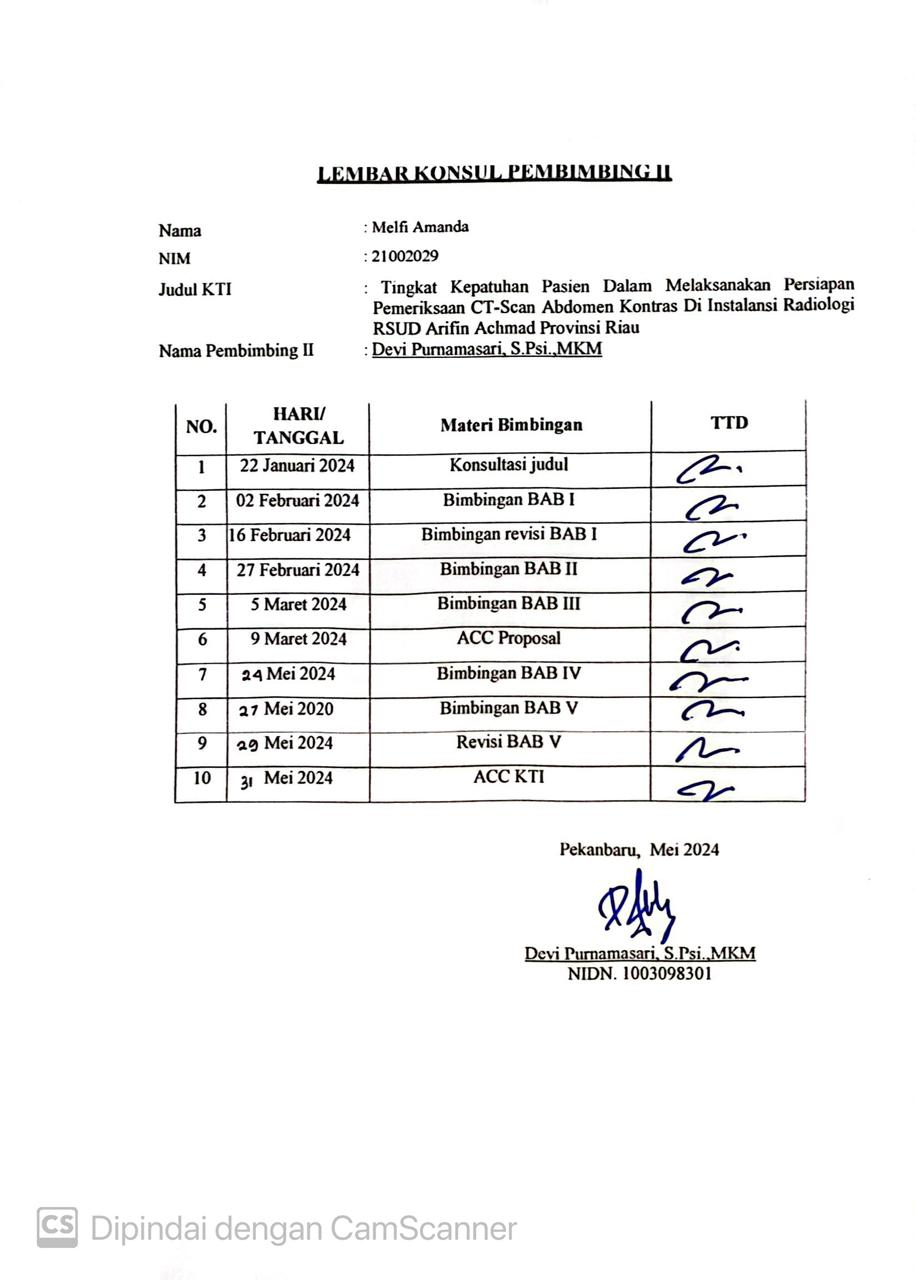 LEMBAR KONSUL PEMBIMBING II
Nama : Melfi Amanda
NIM : 21002029
Judul KTI : Tingkat Kepatuhan Pasien Dalam Melaksanakan Persiapan
Pemeriksaan CT-Scan Abdomen Kontras Di Instalansi Radiologi
RSUD Arifin Achmad Provinsi Riau
Nama Pembimbing II : Devi Purnamasari, S.Psi.,MKM
NO. HARI/ TANGGAL Materi Bimbingan TTD
1 22 Januari 2024 Konsultasi judul
2 02 Februari 2024 Bimbingan BAB I
3 16 Februari 2024 Bimbingan revisi BAB I
4 27 Februari 2024 Bimbingan BAB II
5 5 Maret 2024 Bimbingan BAB III
6 9 Maret 2024 ACC Proposal
7 24 Mei 2024 Bimbingan BAB IV
8 27 Mei 2020 Bimbingan BAB V
9 29 Mei 2024 Revisi BAB V
10 31 Mei 2024 ACC KTI
Pekanbaru, Mei 2024
Devi Purnamasari, S.Psi.,MKM
NIDN. 1003098301
CS Dipindai dengan CamScanner